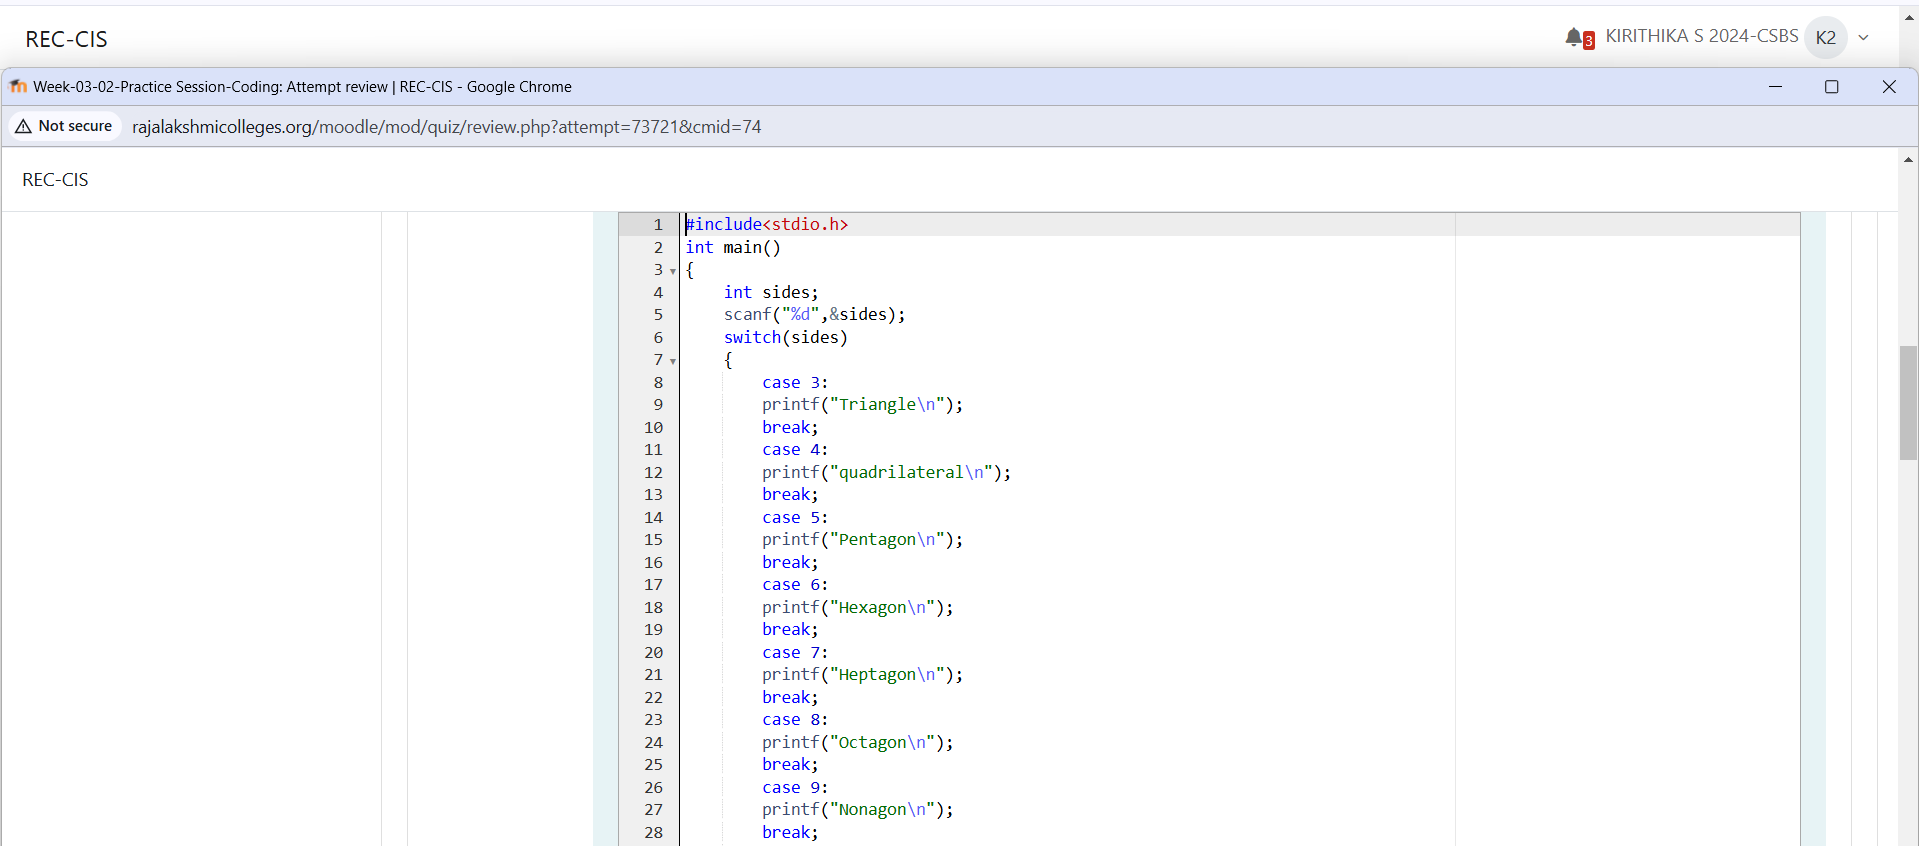 REC-CIS
3 KIRITHIKA S 2024-CSBS K2
Week-03-02-Practice Session-Coding: Attempt review | REC-CIS - Google Chrome
Not secure rajalakshmicolleges.org/moodle/mod/quiz/review.php?attempt=73721&cmid=74
REC-CIS
1 #include<stdio.h>
2 int main()
3 {
4 int sides;
5 scanf("%d",&sides);
6 switch(sides)
7 {
8 case 3:
9 printf("Triangle\n");
10 break;
11 case 4:
12 printf("quadrilateral\n");
13 break;
14 case 5:
15 printf("Pentagon\n");
16 break;
17 case 6:
18 printf("Hexagon\n");
19 break;
20 case 7:
21 printf("Heptagon\n");
22 break;
23 case 8:
24 printf("Octagon\n");
25 break;
26 case 9:
27 printf("Nonagon\n");
28 break;